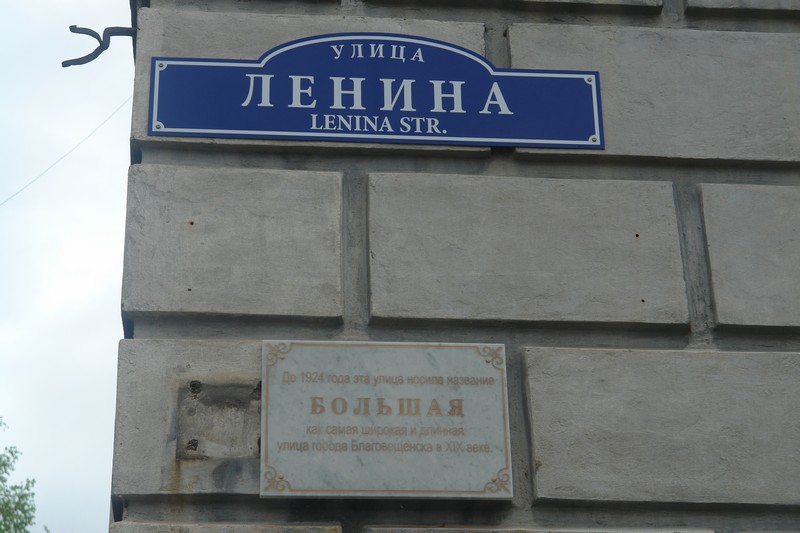 УЛИЦА
ЛЕНИНА
LENINA STR.
До 1924 года эта улица носила название
БОЛЬШАЯ
как самая широкая и длинная
улица города Благовещенска в XIX веке.